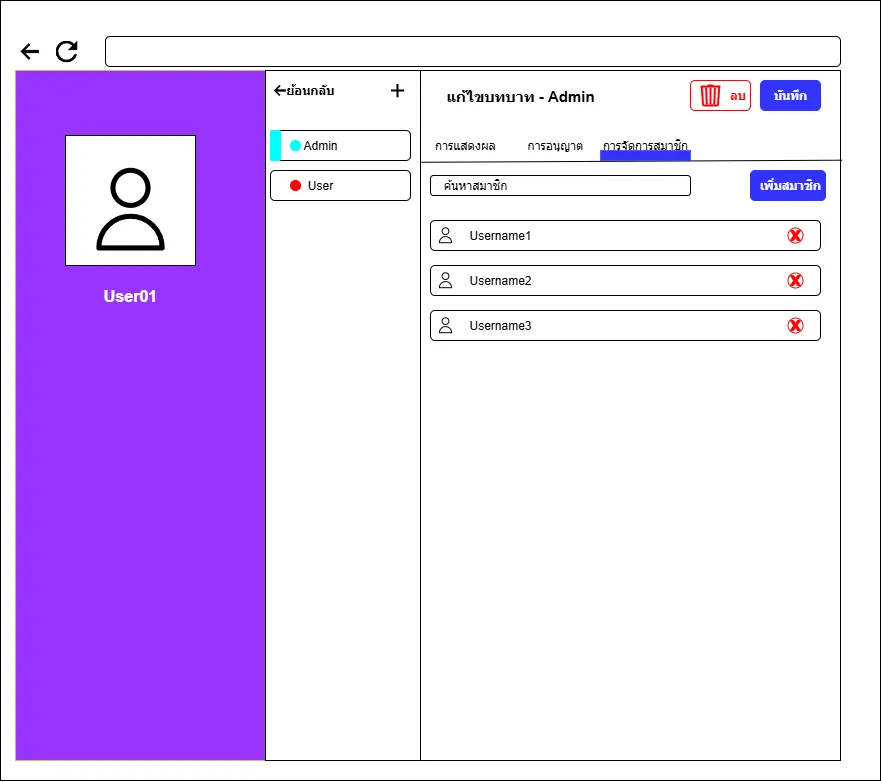 User01
ย้อนกลับ
Admin
User
แก้ไขบทบาท - Admin
ลบ
บันทึก
การแสดงผล
การอนุญาต
การจัดการสมาชิก
ค้นหาสมาชิก
เพิ่มสมาชิก
Username1
Username2
Username3